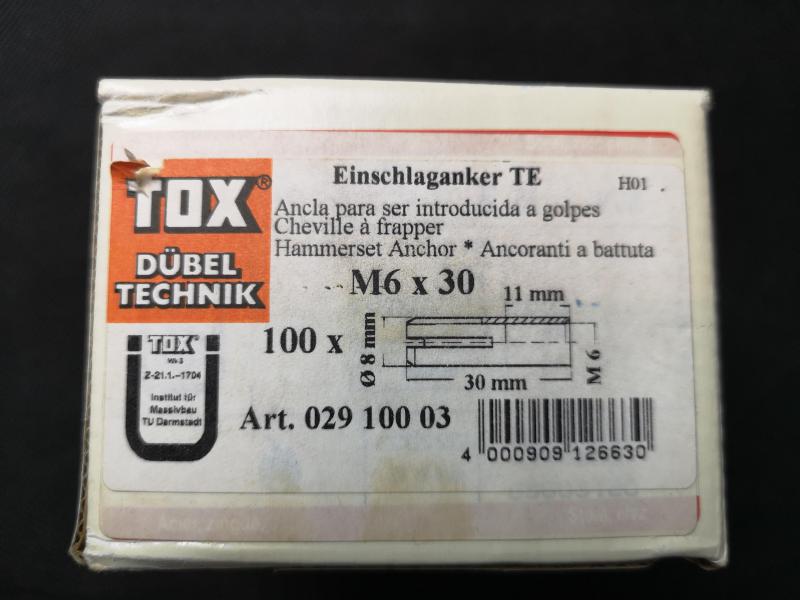 TOX®
DÜBEL
TECHNIK
Einschlaganker TE
H01
Ancla para ser introducida a golpes
Cheville à frapper
Hammerset Anchor * Ancoranti a battuta
M6 x 30
100 x
11 mm
Ø 8 mm
M 6
30 mm
TOX
Z-21.1.-1704
Institut für
Massivbau
TU Darmstadt
Art. 029 100 03
4 000909 126630